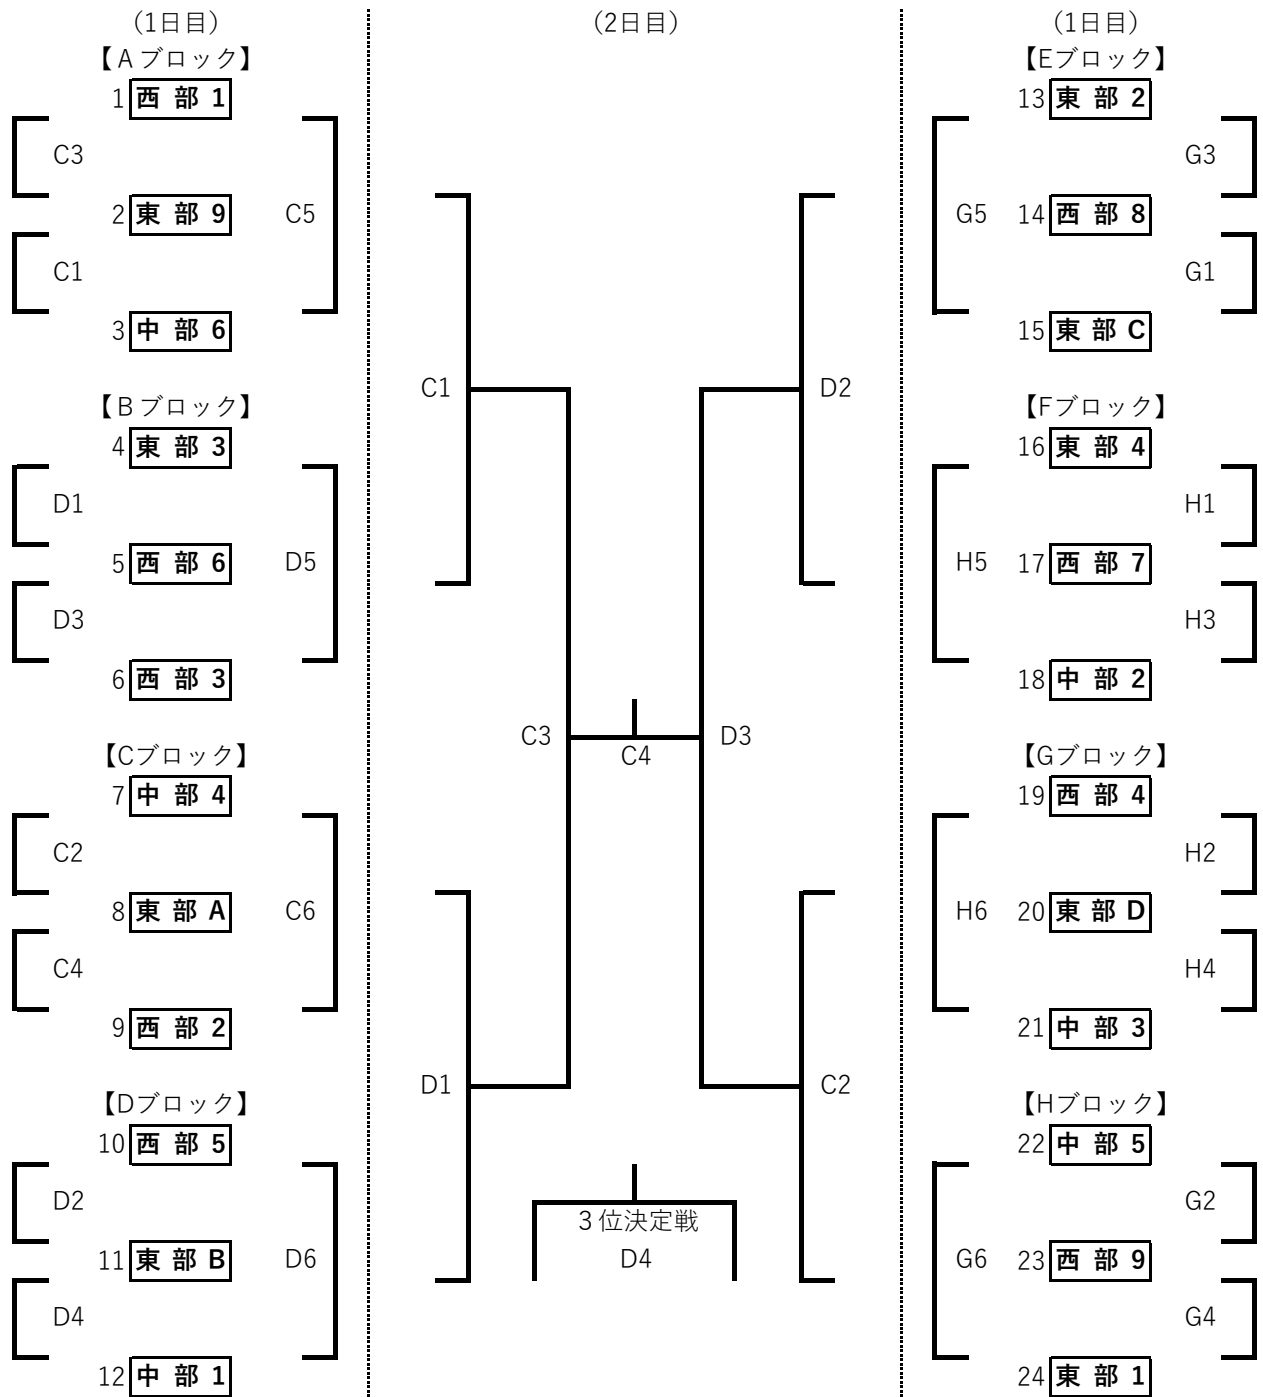 (1日目)
(2日目)
(1日目)
【Aブロック】
【Eブロック】
1 西 部 1
13 東 部 2
C3
G3
2 東 部 9 C5
G5 14 西 部 8
C1
G1
3 中 部 6
15 東 部 C
C1
D2
【Bブロック】
【Fブロック】
4 東 部 3
16 東 部 4
D1
H1
5 西 部 6 D5
H5 17 西 部 7
D3
H3
6 西 部 3
18 中 部 2
C3
C4
D3
【Cブロック】
【Gブロック】
7 中 部 4
19 西 部 4
C2
H2
8 東 部 A C6
H6 20 東 部 D
C4
H4
9 西 部 2
21 中 部 3
D1
C2
【Dブロック】
【Hブロック】
10 西 部 5
22 中 部 5
D2
G2
3位決定戦
D4
11 東 部 B D6
G6 23 西 部 9
D4
G4
12 中 部 1
24 東 部 1